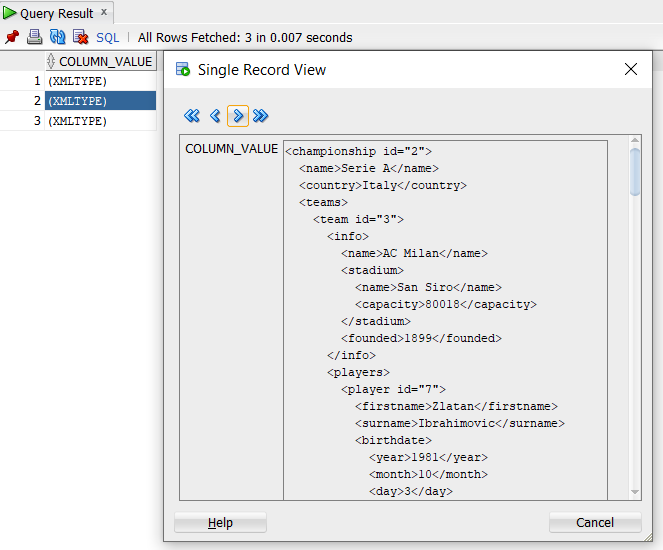 Query Result x
SQL | All Rows Fetched: 3 in 0.007 seconds
COLUMN_VALUE
1 (XMLTYPE)
2 (XMLTYPE)
3 (XMLTYPE)
Single Record View
COLUMN_VALUE
<championship id="2">
  <name>Serie A</name>
  <country>Italy</country>
  <teams>
    <team id="3">
      <info>
        <name>AC Milan</name>
        <stadium>
          <name>San Siro</name>
          <capacity>80018</capacity>
        </stadium>
        <founded>1899</founded>
      </info>
      <players>
        <player id="7">
          <firstname>Zlatan</firstname>
          <surname>Ibrahimovic</surname>
          <birthdate>
            <year>1981</year>
            <month>10</month>
            <day>3</day>
Help
Cancel